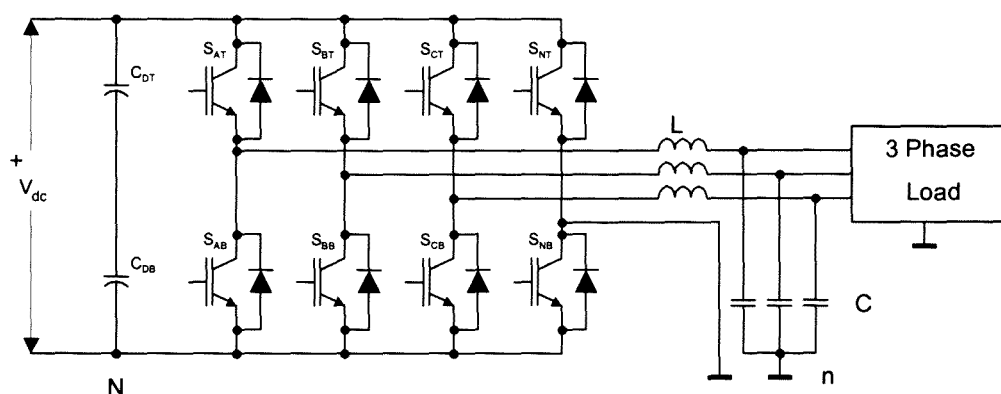 S_AT S_BT S_CT S_NT
C_DT
L
3 Phase
Load
+
V_dc
S_AB S_BB S_CB S_NB
C_DB
C
N
n